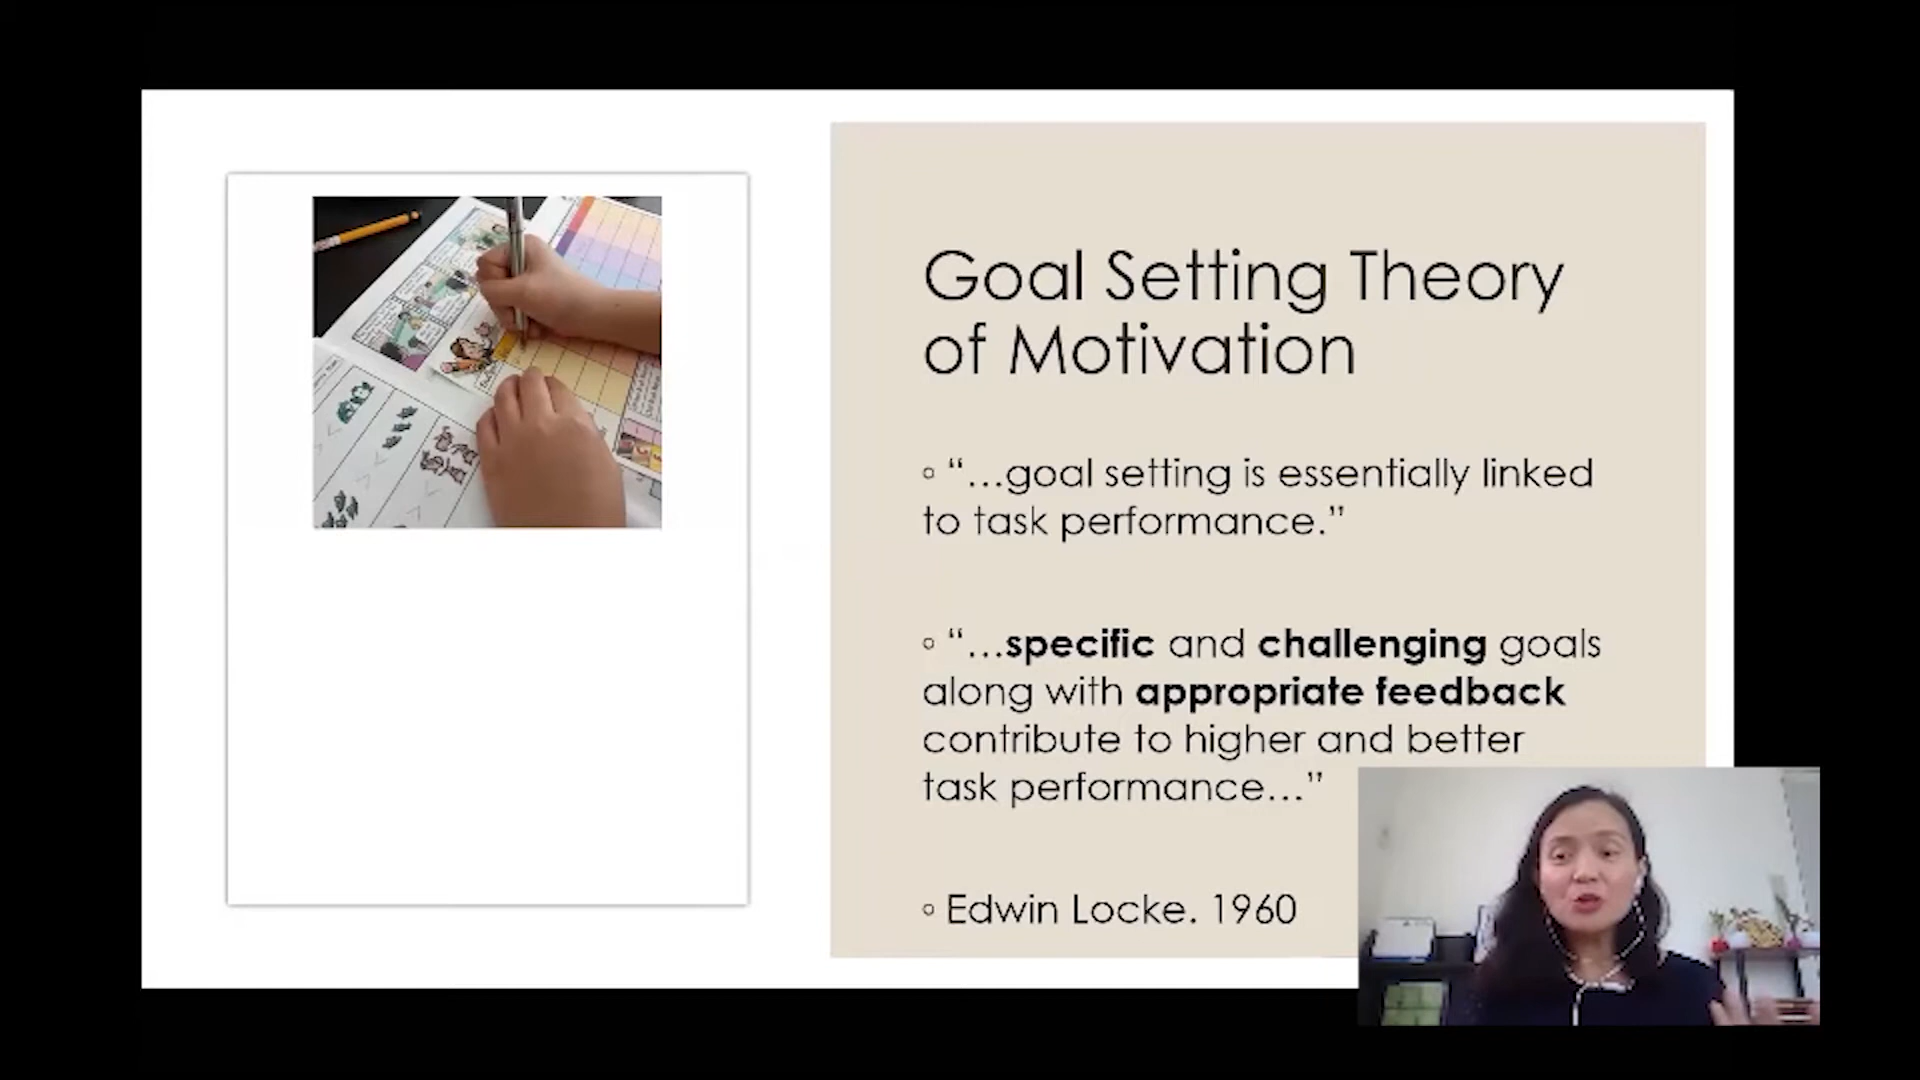 Goal Setting Theory
of Motivation
“…goal setting is essentially linked
to task performance.”
“…specific and challenging goals
along with appropriate feedback
contribute to higher and better
task performance…”
Edwin Locke. 1960